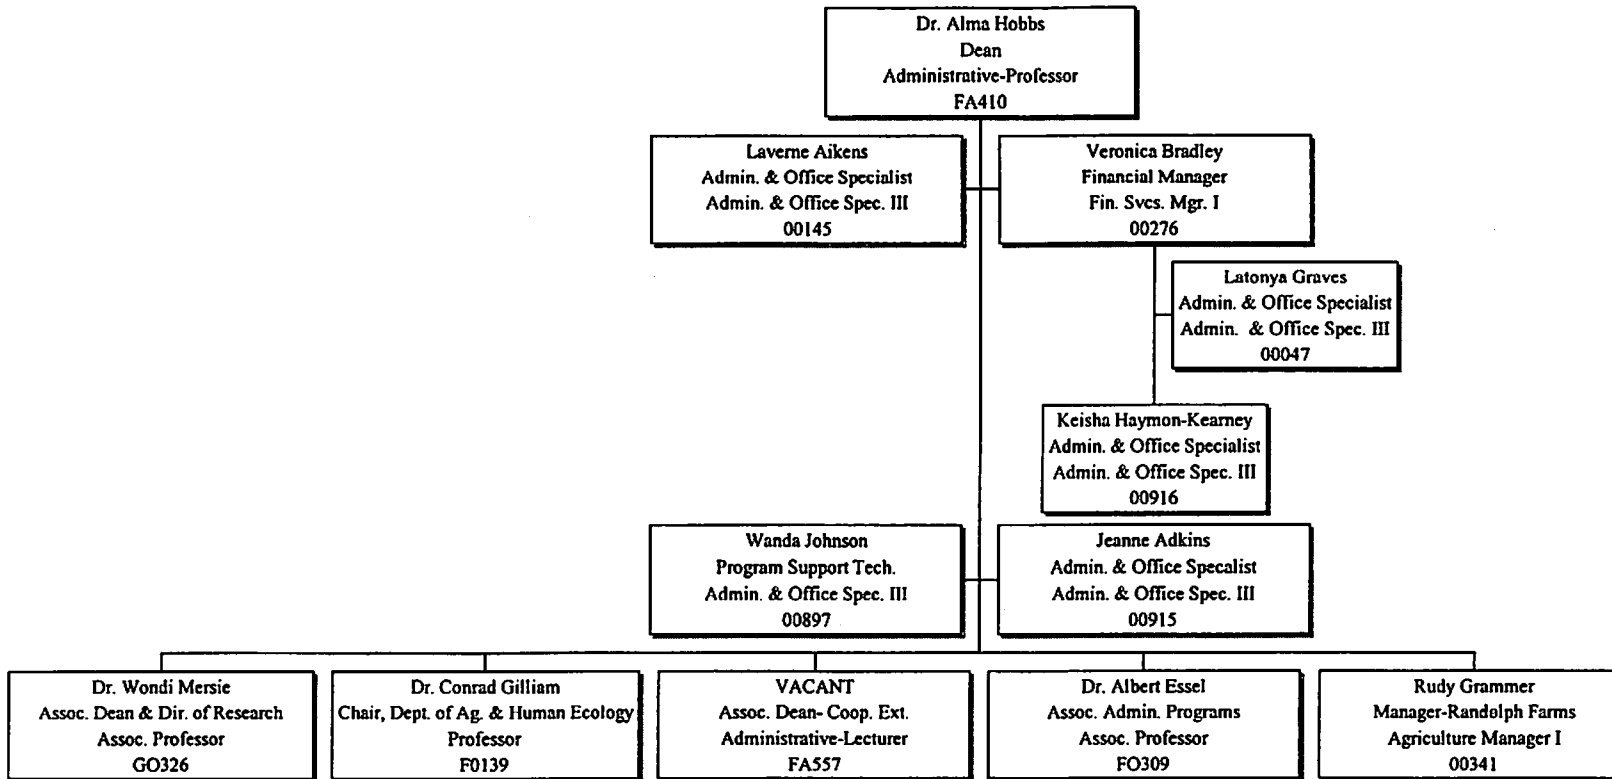 Dr. Alma Hobbs
Dean
Administrative-Professor
FA410
Laverne Aikens
Admin. & Office Specialist
Admin. & Office Spec. III
00145
Veronica Bradley
Financial Manager
Fin. Svcs. Mgr. I
00276
Latonya Graves
Admin. & Office Specialist
Admin. & Office Spec. III
00047
Keisha Haymon-Kearney
Admin. & Office Specialist
Admin. & Office Spec. III
00916
Wanda Johnson
Program Support Tech.
Admin. & Office Spec. III
00897
Jeanne Adkins
Admin. & Office Specalist
Admin. & Office Spec. III
00915
Dr. Wondi Mersie
Assoc. Dean & Dir. of Research
Assoc. Professor
GO326
Dr. Conrad Gilliam
Chair, Dept. of Ag. & Human Ecology
Professor
F0139
VACANT
Assoc. Dean- Coop. Ext.
Administrative-Lecturer
FA557
Dr. Albert Essel
Assoc. Admin. Programs
Assoc. Professor
FO309
Rudy Grammer
Manager-Randolph Farms
Agriculture Manager I
00341